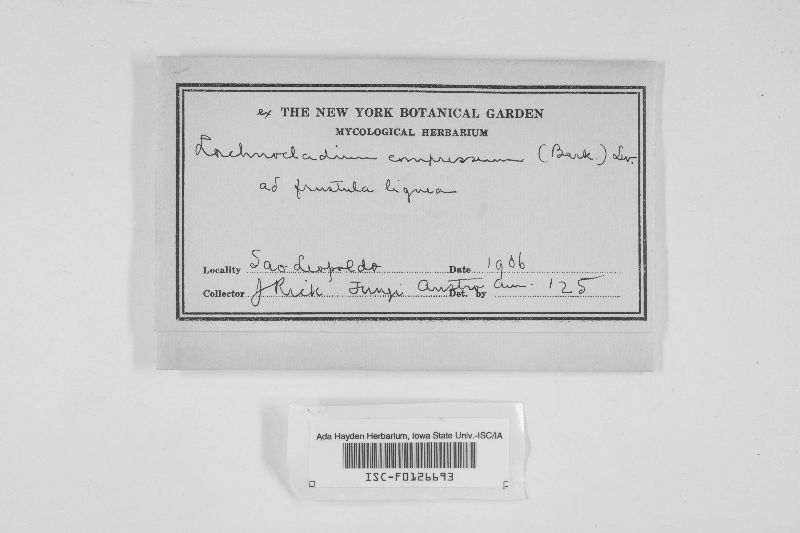 ex THE NEW YORK BOTANICAL GARDEN
MYCOLOGICAL HERBARIUM
Lachnocladium compressum (Berk.) Lev.
ad frustula lignea
Locality Sao Leopoldo Date 1906
Collector J Rick Fungi Austro Am. 125 Det. by
Ada Hayden Herbarium, Iowa State Univ.-ISC/IA
ISC-F0126693